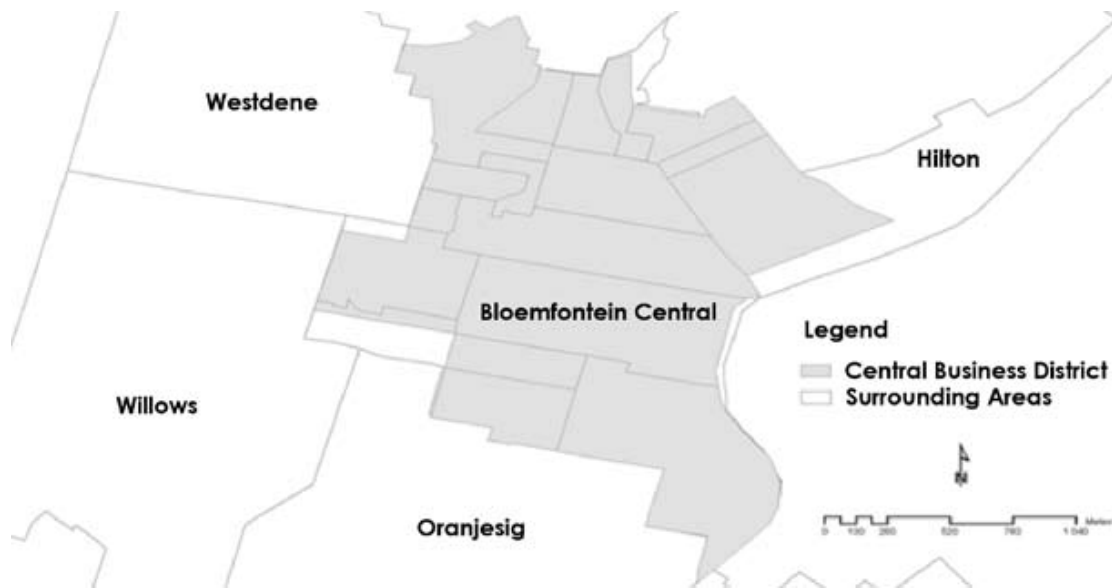 Westdene
Hilton
Bloemfontein Central
Legend
Central Business District
Surrounding Areas
Willows
N
0 130 260 520 780 1 040
Oranjesig